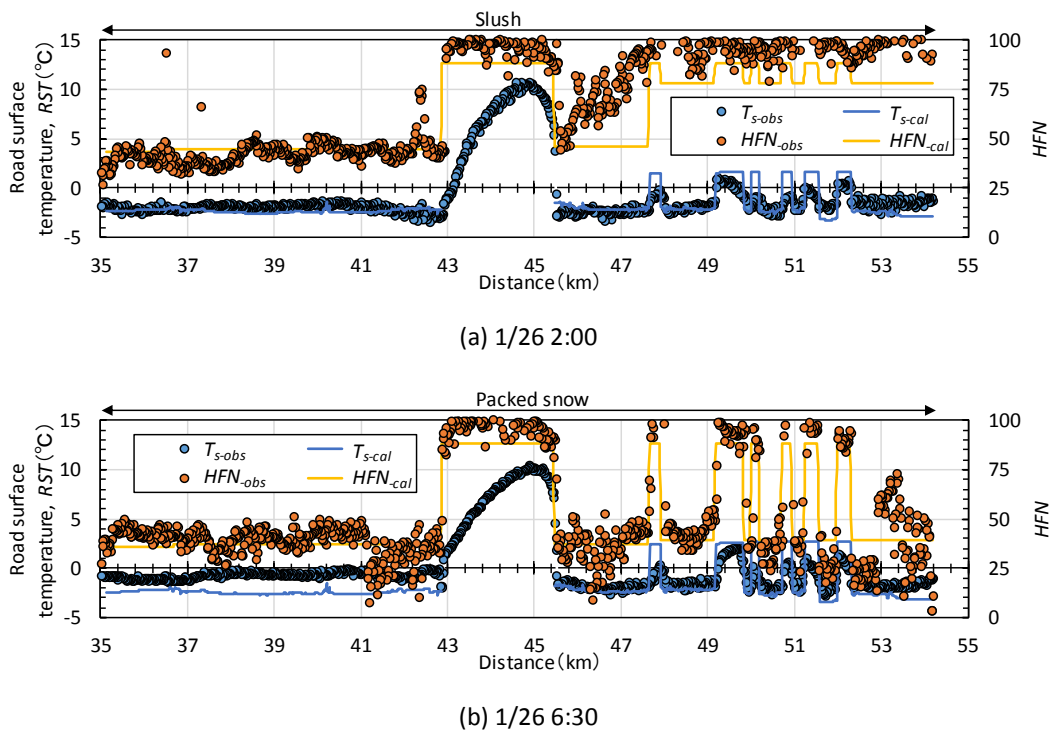 Slush
Road surface
temperature, RST(℃)
15
10
5
0
-5
100
75
50
25
0
HFN
Ts-obs Ts-cal
HFN-obs HFN-cal
35 37 39 41 43 45 47 49 51 53 55
Distance(km)
(a) 1/26 2:00
Packed snow
Road surface
temperature, RST(℃)
15
10
5
0
-5
100
75
50
25
0
HFN
Ts-obs Ts-cal
HFN-obs HFN-cal
35 37 39 41 43 45 47 49 51 53 55
Distance(km)
(b) 1/26 6:30